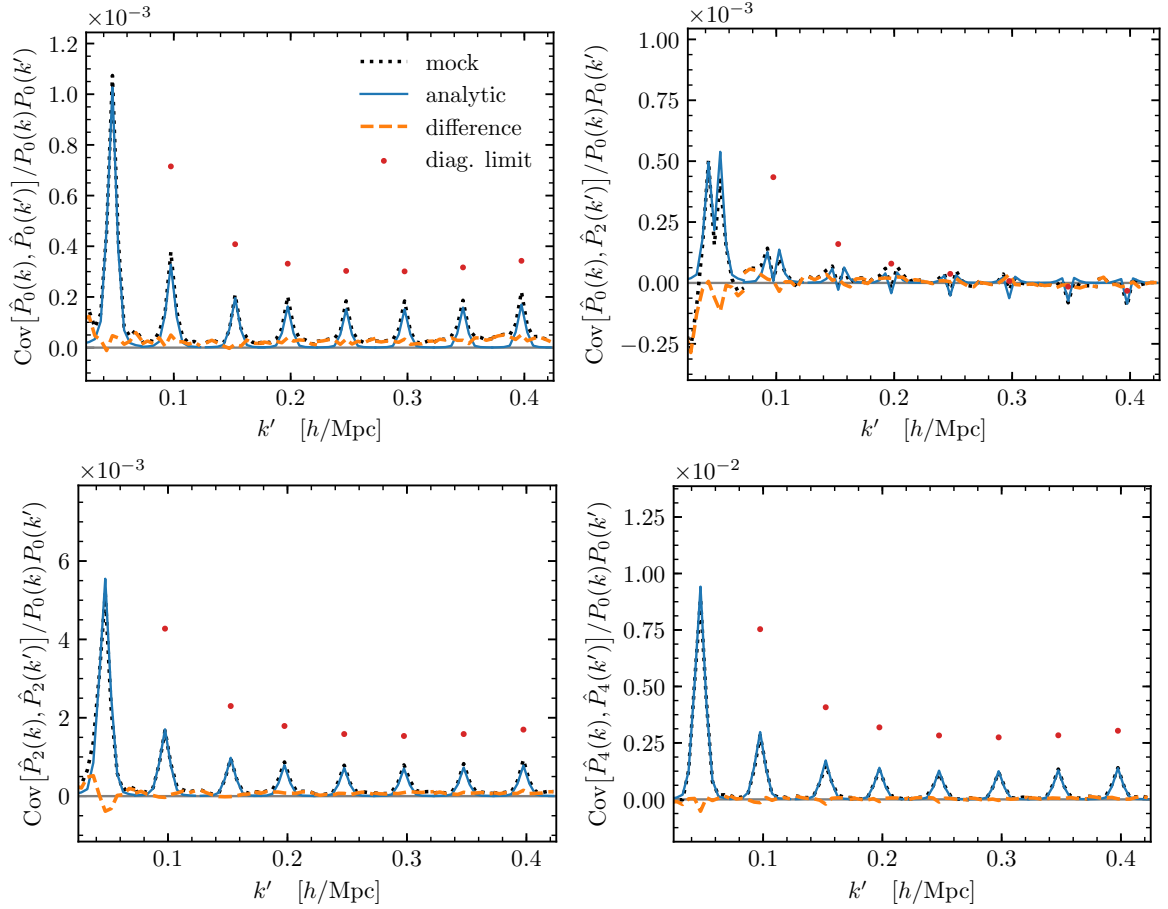 ×10⁻³
Cov[P̂₀(k), P̂₀(k′)]/P₀(k)P₀(k′)
1.2
1.0
0.8
0.6
0.4
0.2
0.0
mock
analytic
difference
diag. limit
0.1 0.2 0.3 0.4
k′ [h/Mpc]
×10⁻³
Cov[P̂₀(k), P̂₂(k′)]/P₀(k)P₀(k′)
1.00
0.75
0.50
0.25
0.00
−0.25
0.1 0.2 0.3 0.4
k′ [h/Mpc]
×10⁻³
Cov[P̂₂(k), P̂₂(k′)]/P₀(k)P₀(k′)
6
4
2
0
0.1 0.2 0.3 0.4
k′ [h/Mpc]
×10⁻²
Cov[P̂₄(k), P̂₄(k′)]/P₀(k)P₀(k′)
1.25
1.00
0.75
0.50
0.25
0.00
0.1 0.2 0.3 0.4
k′ [h/Mpc]